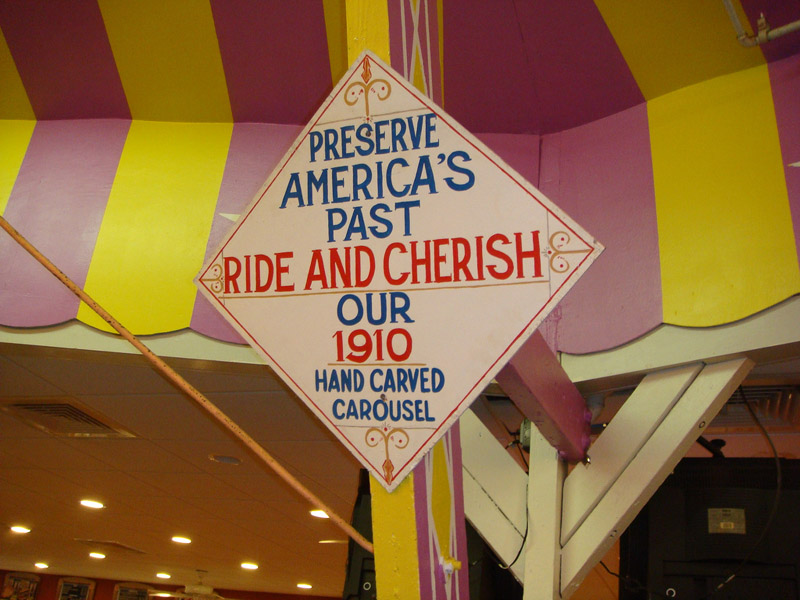 PRESERVE
AMERICA'S
PAST
RIDE AND CHERISH
OUR
1910
HAND CARVED
CAROUSEL